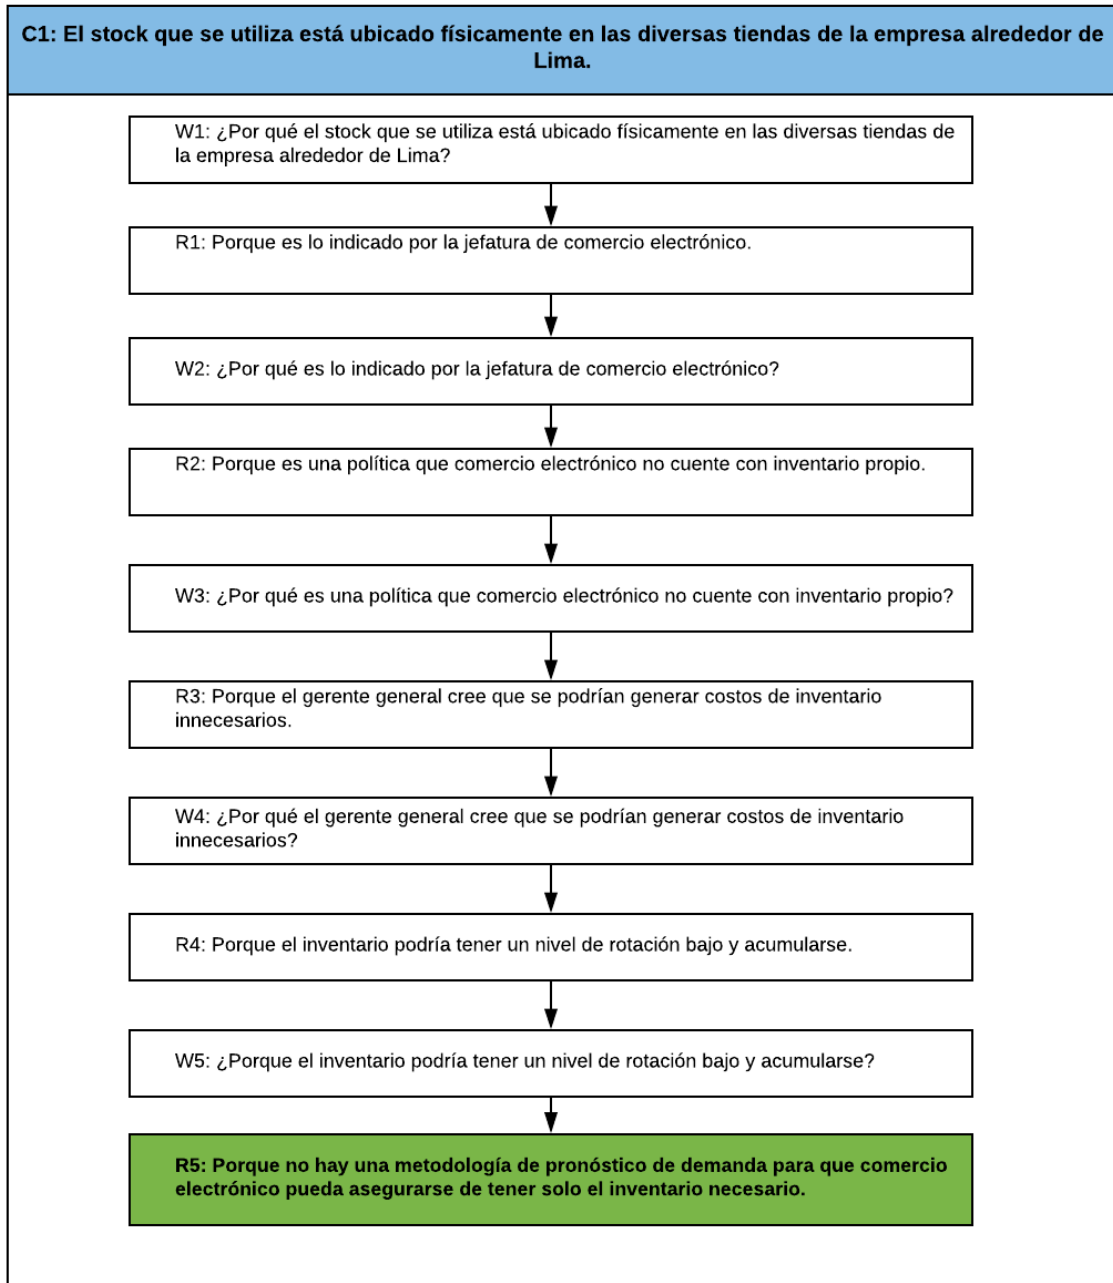 C1: El stock que se utiliza está ubicado físicamente en las diversas tiendas de la empresa alrededor de
Lima.
W1: ¿Por qué el stock que se utiliza está ubicado físicamente en las diversas tiendas de
la empresa alrededor de Lima?
R1: Porque es lo indicado por la jefatura de comercio electrónico.
W2: ¿Por qué es lo indicado por la jefatura de comercio electrónico?
R2: Porque es una política que comercio electrónico no cuente con inventario propio.
W3: ¿Por qué es una política que comercio electrónico no cuente con inventario propio?
R3: Porque el gerente general cree que se podrían generar costos de inventario
innecesarios.
W4: ¿Por qué el gerente general cree que se podrían generar costos de inventario
innecesarios?
R4: Porque el inventario podría tener un nivel de rotación bajo y acumularse.
W5: ¿Porque el inventario podría tener un nivel de rotación bajo y acumularse?
R5: Porque no hay una metodología de pronóstico de demanda para que comercio
electrónico pueda asegurarse de tener solo el inventario necesario.